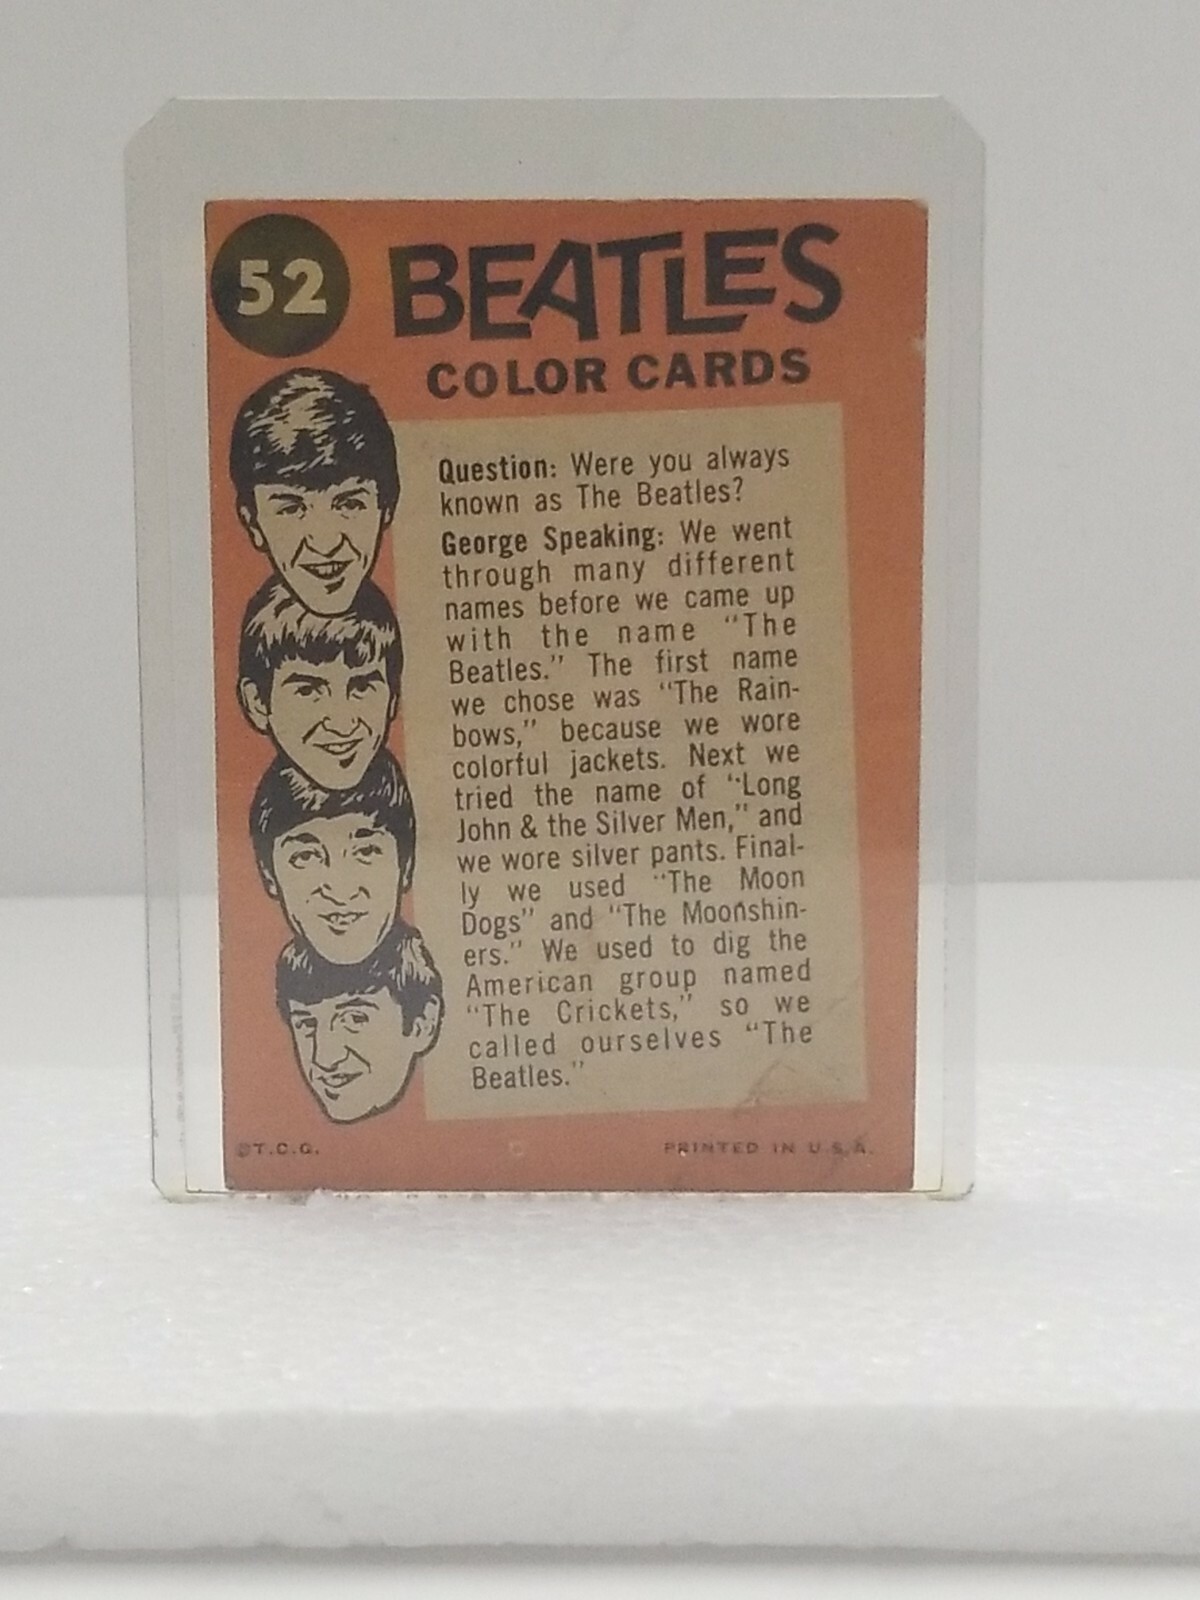 52
BEATLES
COLOR CARDS
Question: Were you always
known as The Beatles?
George Speaking: We went
through many different
names before we came up
with the name "The
Beatles." The first name
we chose was "The Rain-
bows," because we wore
colorful jackets. Next we
tried the name of "Long
John & the Silver Men," and
we wore silver pants. Final-
ly we used "The Moon
Dogs" and "The Moonshin-
ers." We used to dig the
American group named
"The Crickets," so we
called ourselves "The
Beatles."
©T.C.G. PRINTED IN U.S.A.